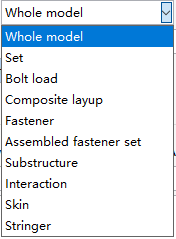 Whole model
Whole model
Set
Bolt load
Composite layup
Fastener
Assembled fastener set
Substructure
Interaction
Skin
Stringer